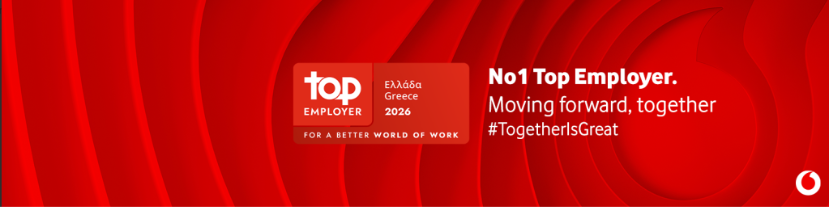 top
EMPLOYER
Ελλάδα
Greece
2026
FOR A BETTER WORLD OF WORK
No1 Top Employer.
Moving forward, together
#TogetherIsGreat